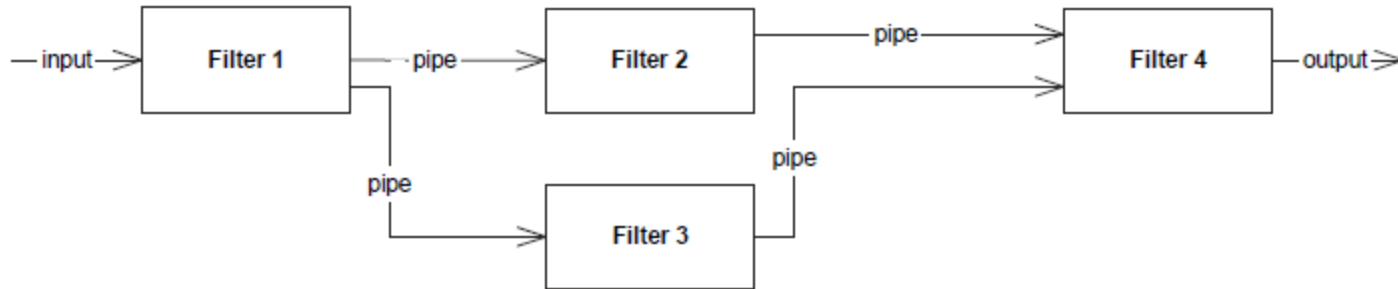 input
Filter 1
pipe
Filter 2
pipe
Filter 4
output
pipe
pipe
Filter 3